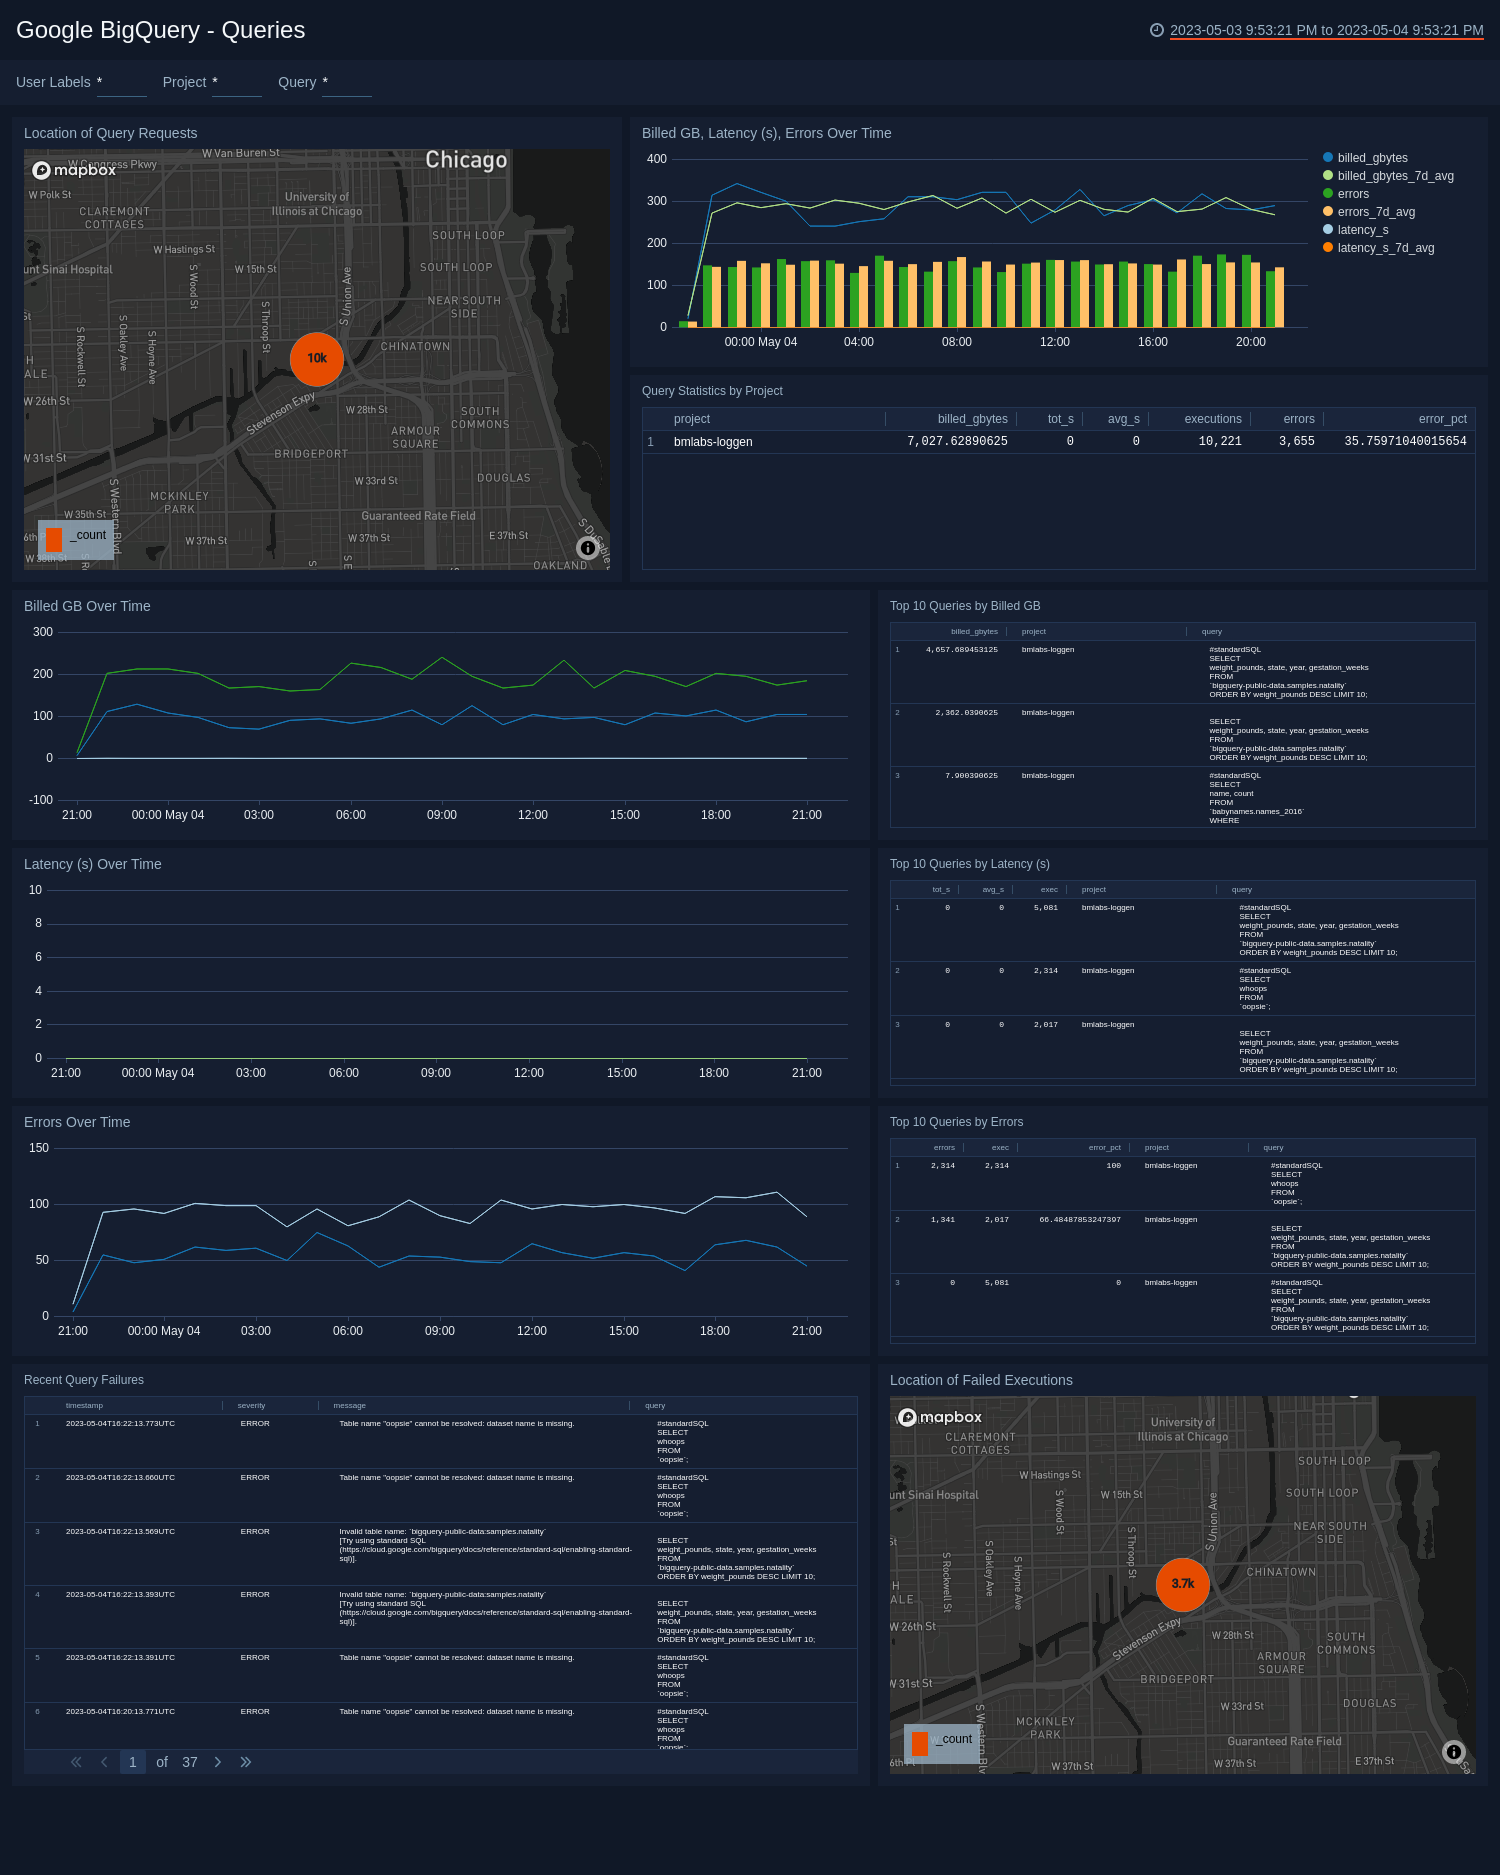 Google BigQuery - Queries
2023-05-03 9:53:21 PM to 2023-05-04 9:53:21 PM
User Labels * Project * Query *
Location of Query Requests
mapbox
W Congress Pkwy
W Van Buren St
Chicago
W Polk St
University of
Illinois at Chicago
CLAREMONT
COTTAGES
SOUTH LOOP
W Hastings St
unt Sinai Hospital
W 15th St
SOUTH LOOP
S Wood St
S Union Ave
NEAR SOUTH
SIDE
S Throop St
S Oakley Ave
S Hoyne Ave
S Rockwell St
CHINATOWN
10k
W 26th St
Stevenson Expy
W 28th St
SOUTH
COMMONS
ARMOUR
SQUARE
W 31st St
BRIDGEPORT
W 33rd St
DOUGLAS
S Western Blvd
MCKINLEY
PARK
W 35th St
Guaranteed Rate Field
W 37th St
W 37th St
E 37th St
OAKLAND
_count
Billed GB, Latency (s), Errors Over Time
400
300
200
100
0
00:00 May 04 04:00 08:00 12:00 16:00 20:00
billed_gbytes
billed_gbytes_7d_avg
errors
errors_7d_avg
latency_s
latency_s_7d_avg
Query Statistics by Project
project billed_gbytes tot_s avg_s executions errors error_pct
1 bmlabs-loggen 7,027.62890625 0 0 10,221 3,655 35.75971040015654
Billed GB Over Time
300
200
100
0
-100
21:00 00:00 May 04 03:00 06:00 09:00 12:00 15:00 18:00 21:00
Top 10 Queries by Billed GB
billed_gbytes project query
1 4,657.689453125 bmlabs-loggen #standardSQL
SELECT
weight_pounds, state, year, gestation_weeks
FROM
`bigquery-public-data.samples.natality`
ORDER BY weight_pounds DESC LIMIT 10;
2 2,362.0390625 bmlabs-loggen
SELECT
weight_pounds, state, year, gestation_weeks
FROM
`bigquery-public-data.samples.natality`
ORDER BY weight_pounds DESC LIMIT 10;
3 7.900390625 bmlabs-loggen #standardSQL
SELECT
name, count
FROM
`babynames.names_2016`
WHERE
Latency (s) Over Time
10
8
6
4
2
0
21:00 00:00 May 04 03:00 06:00 09:00 12:00 15:00 18:00 21:00
Top 10 Queries by Latency (s)
tot_s avg_s exec project query
1 0 0 5,081 bmlabs-loggen #standardSQL
SELECT
weight_pounds, state, year, gestation_weeks
FROM
`bigquery-public-data.samples.natality`
ORDER BY weight_pounds DESC LIMIT 10;
2 0 0 2,314 bmlabs-loggen #standardSQL
SELECT
whoops
FROM
`oopsie`;
3 0 0 2,017 bmlabs-loggen
SELECT
weight_pounds, state, year, gestation_weeks
FROM
`bigquery-public-data.samples.natality`
ORDER BY weight_pounds DESC LIMIT 10;
Errors Over Time
150
100
50
0
21:00 00:00 May 04 03:00 06:00 09:00 12:00 15:00 18:00 21:00
Top 10 Queries by Errors
errors exec error_pct project query
1 2,314 2,314 100 bmlabs-loggen #standardSQL
SELECT
whoops
FROM
`oopsie`;
2 1,341 2,017 66.48487853247397 bmlabs-loggen
SELECT
weight_pounds, state, year, gestation_weeks
FROM
`bigquery-public-data.samples.natality`
ORDER BY weight_pounds DESC LIMIT 10;
3 0 5,081 0 bmlabs-loggen #standardSQL
SELECT
weight_pounds, state, year, gestation_weeks
FROM
`bigquery-public-data.samples.natality`
ORDER BY weight_pounds DESC LIMIT 10;
Recent Query Failures
timestamp severity message query
1 2023-05-04T16:22:13.773UTC ERROR Table name "oopsie" cannot be resolved: dataset name is missing. #standardSQL
SELECT
whoops
FROM
`oopsie`;
2 2023-05-04T16:22:13.660UTC ERROR Table name "oopsie" cannot be resolved: dataset name is missing. #standardSQL
SELECT
whoops
FROM
`oopsie`;
3 2023-05-04T16:22:13.569UTC ERROR Invalid table name: `bigquery-public-data:samples.natality`
[Try using standard SQL SELECT
(https://cloud.google.com/bigquery/docs/reference/standard-sql/enabling-standard- weight_pounds, state, year, gestation_weeks
sql)]. FROM
`bigquery-public-data.samples.natality`
ORDER BY weight_pounds DESC LIMIT 10;
4 2023-05-04T16:22:13.393UTC ERROR Invalid table name: `bigquery-public-data:samples.natality`
[Try using standard SQL SELECT
(https://cloud.google.com/bigquery/docs/reference/standard-sql/enabling-standard- weight_pounds, state, year, gestation_weeks
sql)]. FROM
`bigquery-public-data.samples.natality`
ORDER BY weight_pounds DESC LIMIT 10;
5 2023-05-04T16:22:13.391UTC ERROR Table name "oopsie" cannot be resolved: dataset name is missing. #standardSQL
SELECT
whoops
FROM
`oopsie`;
6 2023-05-04T16:20:13.771UTC ERROR Table name "oopsie" cannot be resolved: dataset name is missing. #standardSQL
SELECT
whoops
FROM
`oopsie`;
1 of 37
Location of Failed Executions
mapbox
University of
Illinois at Chicago
CLAREMONT
COTTAGES
SOUTH LOOP
W Hastings St
unt Sinai Hospital
W 15th St
SOUTH LOOP
S Wood St
S Union Ave
NEAR SOUTH
SIDE
S Throop St
S Oakley Ave
S Hoyne Ave
S Rockwell St
CHINATOWN
3.7k
W 26th St
Stevenson Expy
W 28th St
SOUTH
COMMONS
ARMOUR
SQUARE
W 31st St
BRIDGEPORT
W 33rd St
DOUGLAS
S Western Blvd
MCKINLEY
PARK
Guaranteed Rate Field
W 37th St
E 37th St
_count